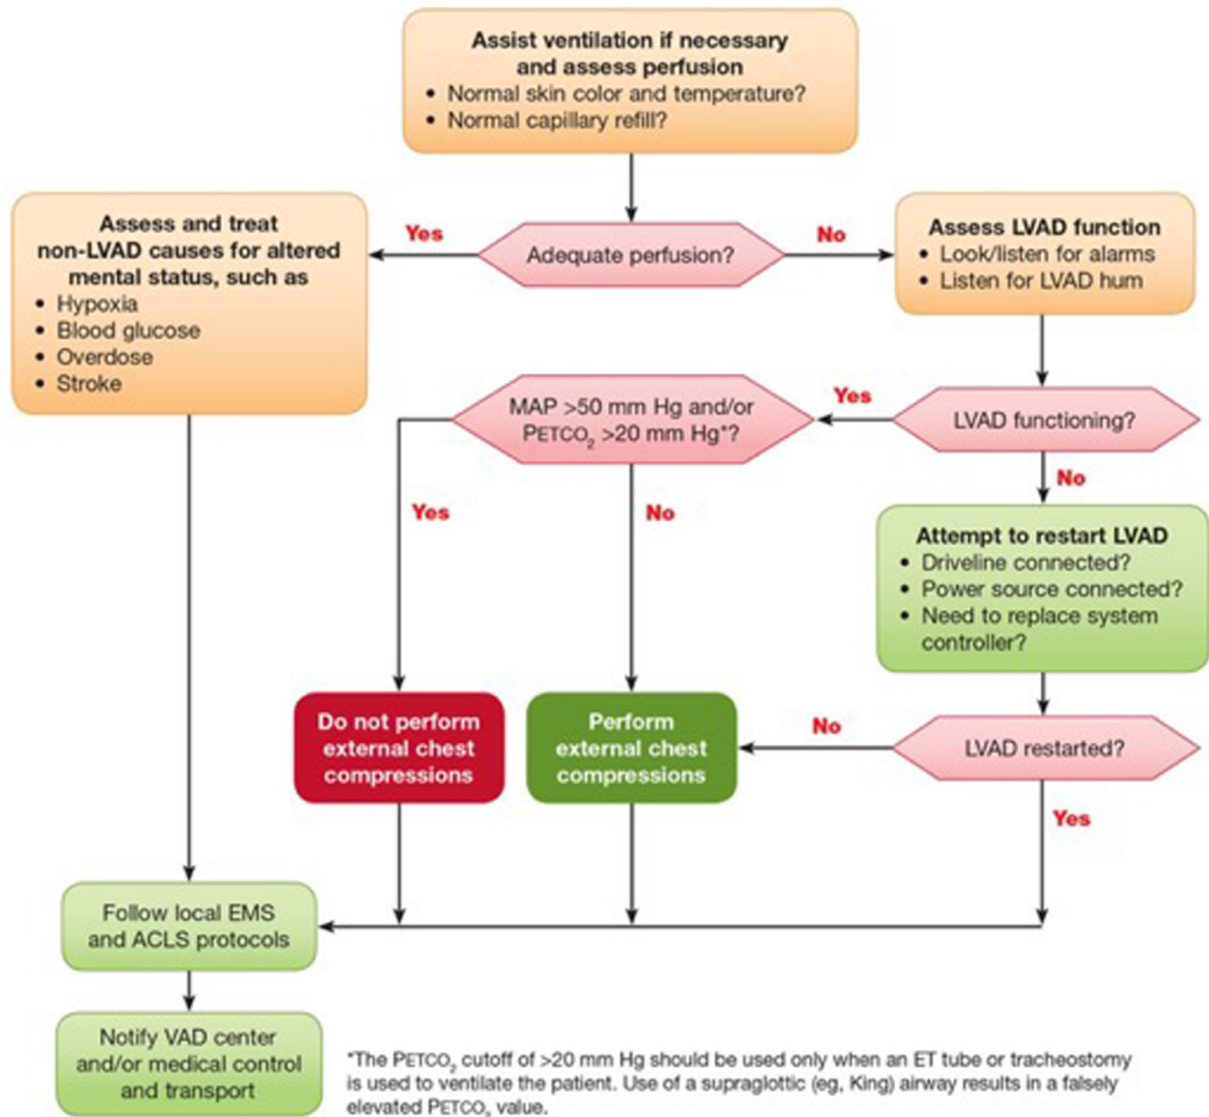 Assist ventilation if necessary
and assess perfusion
• Normal skin color and temperature?
• Normal capillary refill?
Adequate perfusion?
Yes
No
Assess and treat
non-LVAD causes for altered
mental status, such as
• Hypoxia
• Blood glucose
• Overdose
• Stroke
Assess LVAD function
• Look/listen for alarms
• Listen for LVAD hum
LVAD functioning?
Yes
No
MAP >50 mm Hg and/or
PETCO₂ >20 mm Hg*?
Yes
No
Attempt to restart LVAD
• Driveline connected?
• Power source connected?
• Need to replace system
controller?
LVAD restarted?
No
Yes
Do not perform
external chest
compressions
Perform
external chest
compressions
Follow local EMS
and ACLS protocols
Notify VAD center
and/or medical control
and transport
*The PETCO₂ cutoff of >20 mm Hg should be used only when an ET tube or tracheostomy
is used to ventilate the patient. Use of a supraglottic (eg, King) airway results in a falsely
elevated PETCO₂ value.